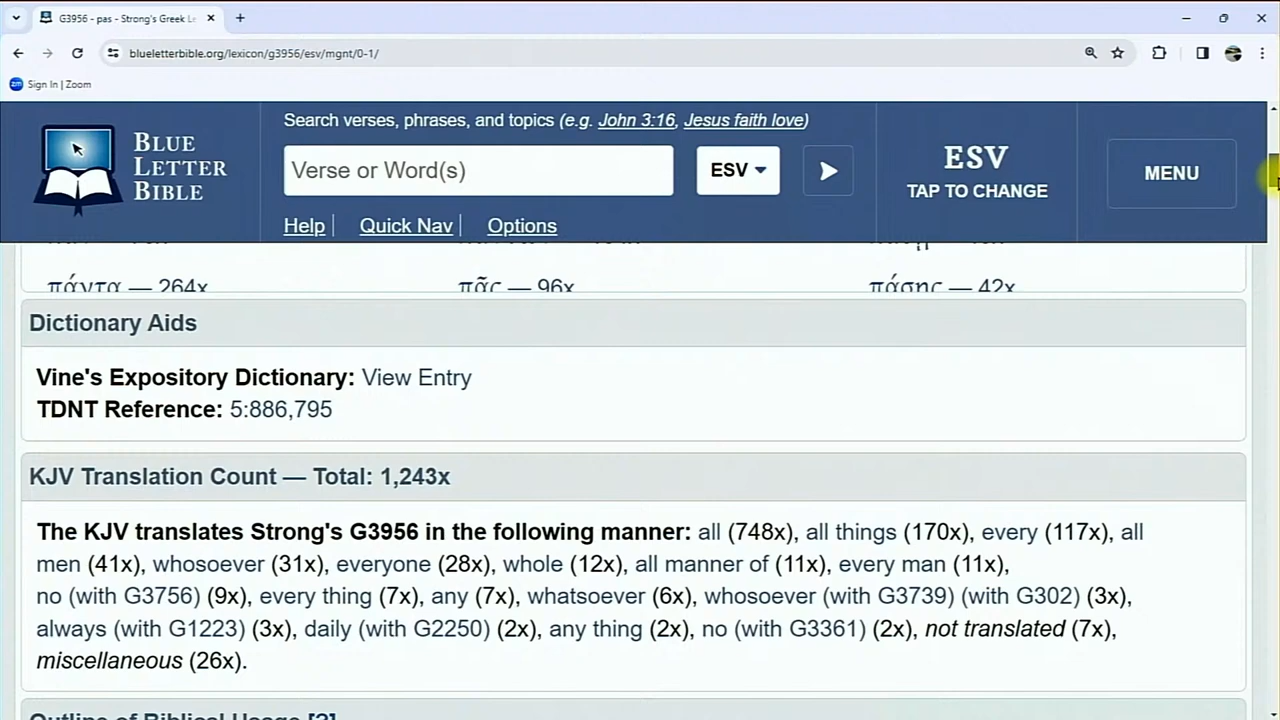 G3956 - pas - Strong's Greek Le
blueletterbible.org/lexicon/g3956/esv/mgnt/0-1/
zm Sign In | Zoom
Search verses, phrases, and topics (e.g. John 3:16, Jesus faith love)
BLUE
LETTER
BIBLE
Verse or Word(s)
ESV
ESV
TAP TO CHANGE
MENU
Help
Quick Nav
Options
πάντα — 264x
πᾶς — 96x
πάσης — 42x
Dictionary Aids
Vine's Expository Dictionary: View Entry
TDNT Reference: 5:886,795
KJV Translation Count — Total: 1,243x
The KJV translates Strong's G3956 in the following manner: all (748x), all things (170x), every (117x), all
men (41x), whosoever (31x), everyone (28x), whole (12x), all manner of (11x), every man (11x),
no (with G3756) (9x), every thing (7x), any (7x), whatsoever (6x), whosoever (with G3739) (with G302) (3x),
always (with G1223) (3x), daily (with G2250) (2x), any thing (2x), no (with G3361) (2x), not translated (7x),
miscellaneous (26x).
Outline of Biblical Usage [?]